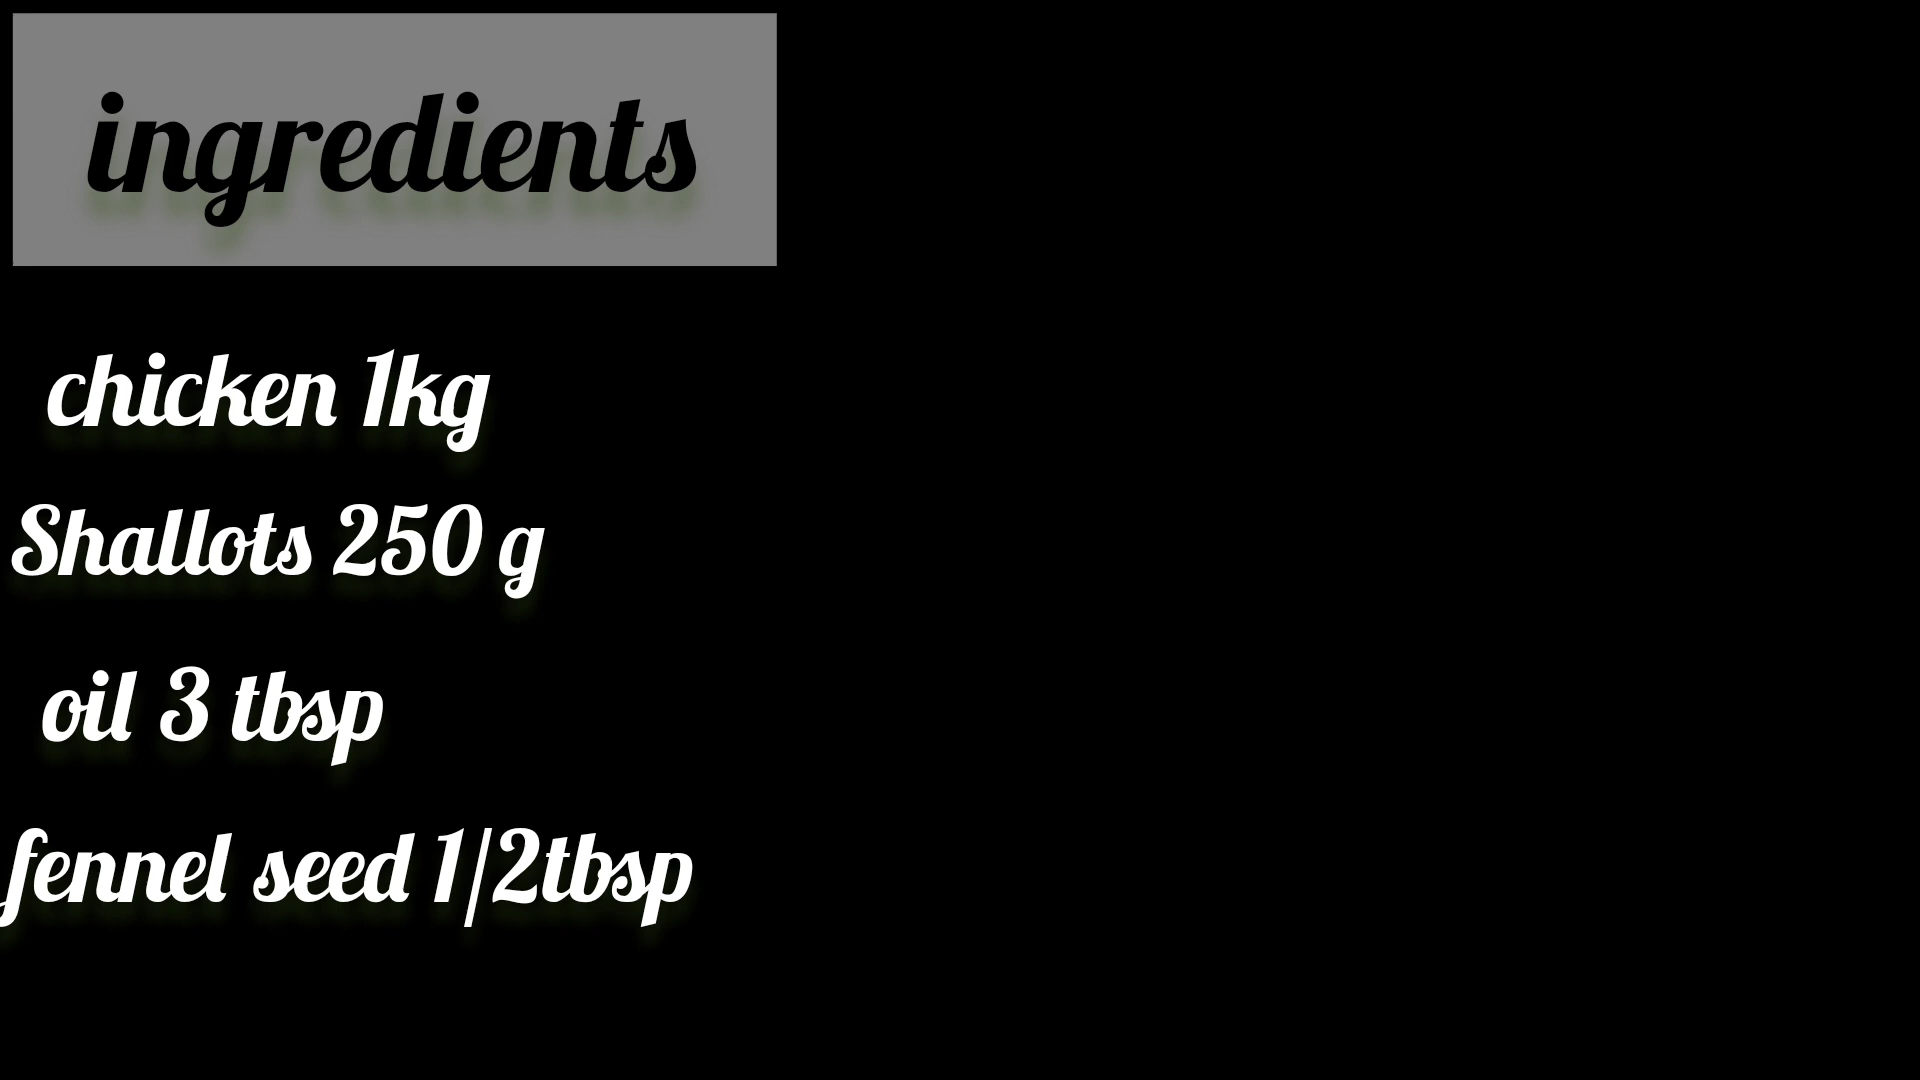 ingredients
chicken 1kg
Shallots 250 g
oil 3 tbsp
fennel seed 1/2tbsp